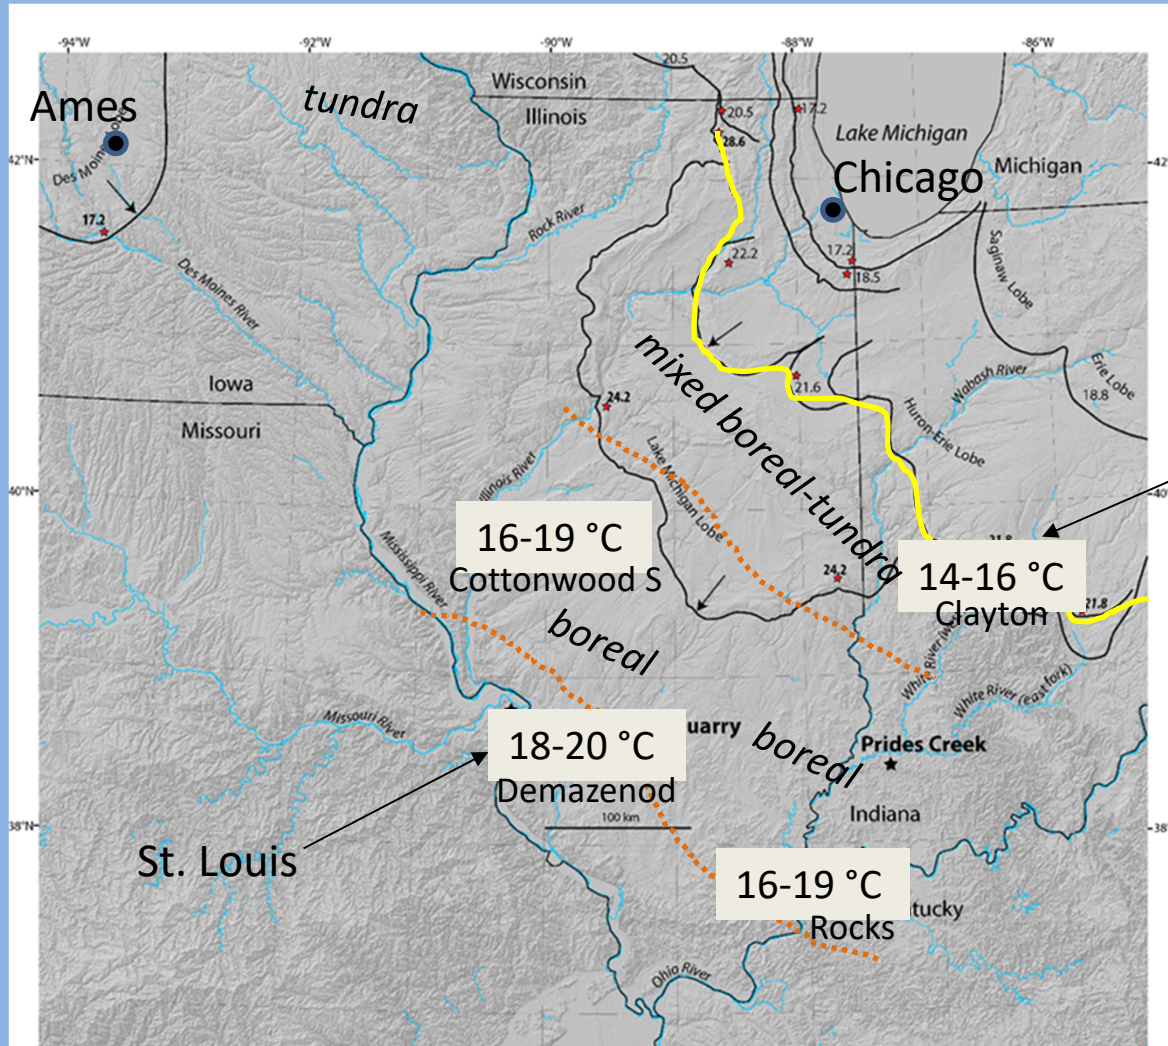 -94°W
-92°W
-90°W
-88°W
-86°W
20.5
Wisconsin
Illinois
tundra
Ames
20.5
28.6
17.2
Lake Michigan
Michigan
42°N
Des Moines
Chicago
17.2
Rock River
22.2
17.2
18.5
Saginaw Lobe
Des Moines River
mixed boreal-tundra
Iowa
Missouri
24.2
21.6
Wabash River
Erie Lobe
18.8
Huron-Erie Lobe
Lake Michigan Lobe
Illinois River
40°N
16-19 °C
Cottonwood S
Mississippi River
24.2
21.8
14-16 °C
Clayton
21.8
boreal
White River
White River (east fork)
Missouri River
18-20 °C
Demazenod
uarry
boreal
Prides Creek
Indiana
100 km
38°N
St. Louis
16-19 °C
tucky
Rocks
Ohio River